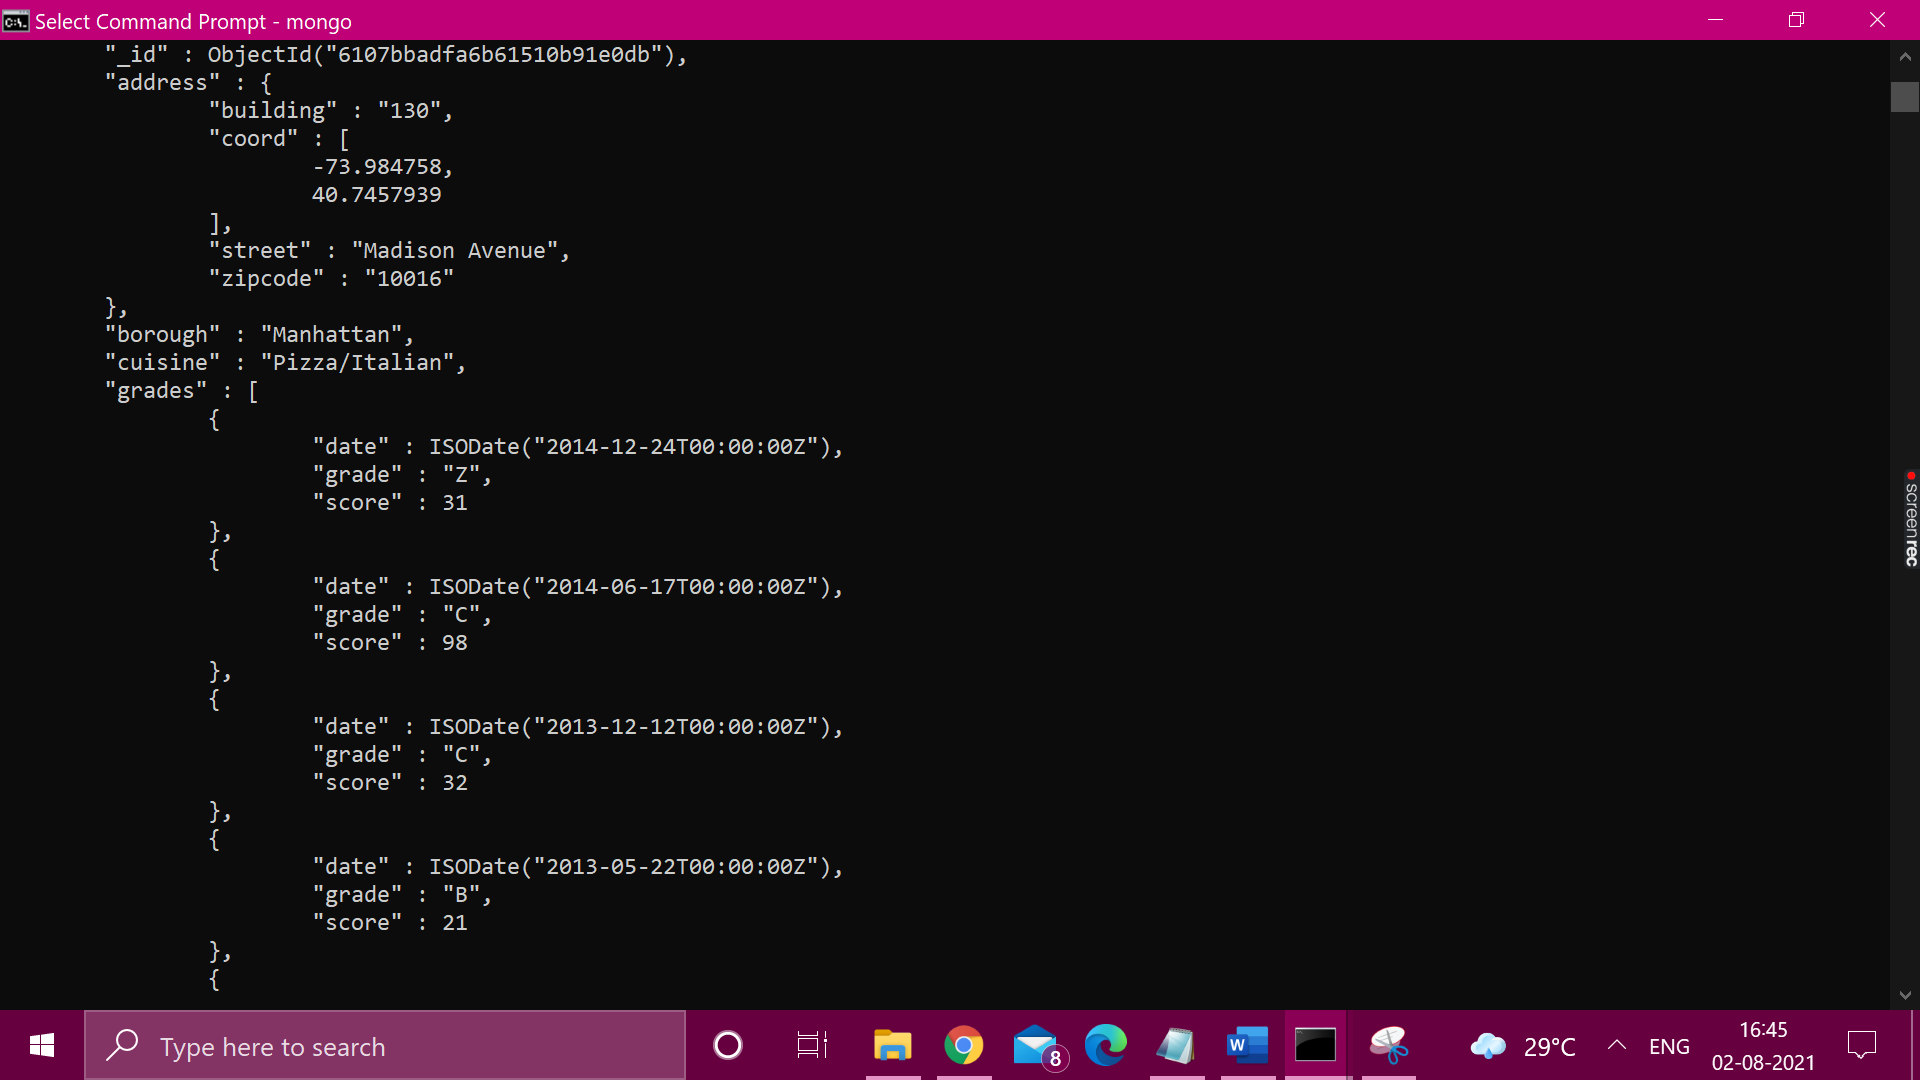 Select Command Prompt - mongo
"_id" : ObjectId("6107bbadfa6b61510b91e0db"),
"address" : {
"building" : "130",
"coord" : [
-73.984758,
40.7457939
],
"street" : "Madison Avenue",
"zipcode" : "10016"
},
"borough" : "Manhattan",
"cuisine" : "Pizza/Italian",
"grades" : [
{
"date" : ISODate("2014-12-24T00:00:00Z"),
"grade" : "Z",
"score" : 31
},
{
"date" : ISODate("2014-06-17T00:00:00Z"),
"grade" : "C",
"score" : 98
},
{
"date" : ISODate("2013-12-12T00:00:00Z"),
"grade" : "C",
"score" : 32
},
{
"date" : ISODate("2013-05-22T00:00:00Z"),
"grade" : "B",
"score" : 21
},
{
screenrec
Type here to search
8
W
29°C
ENG
16:45
02-08-2021